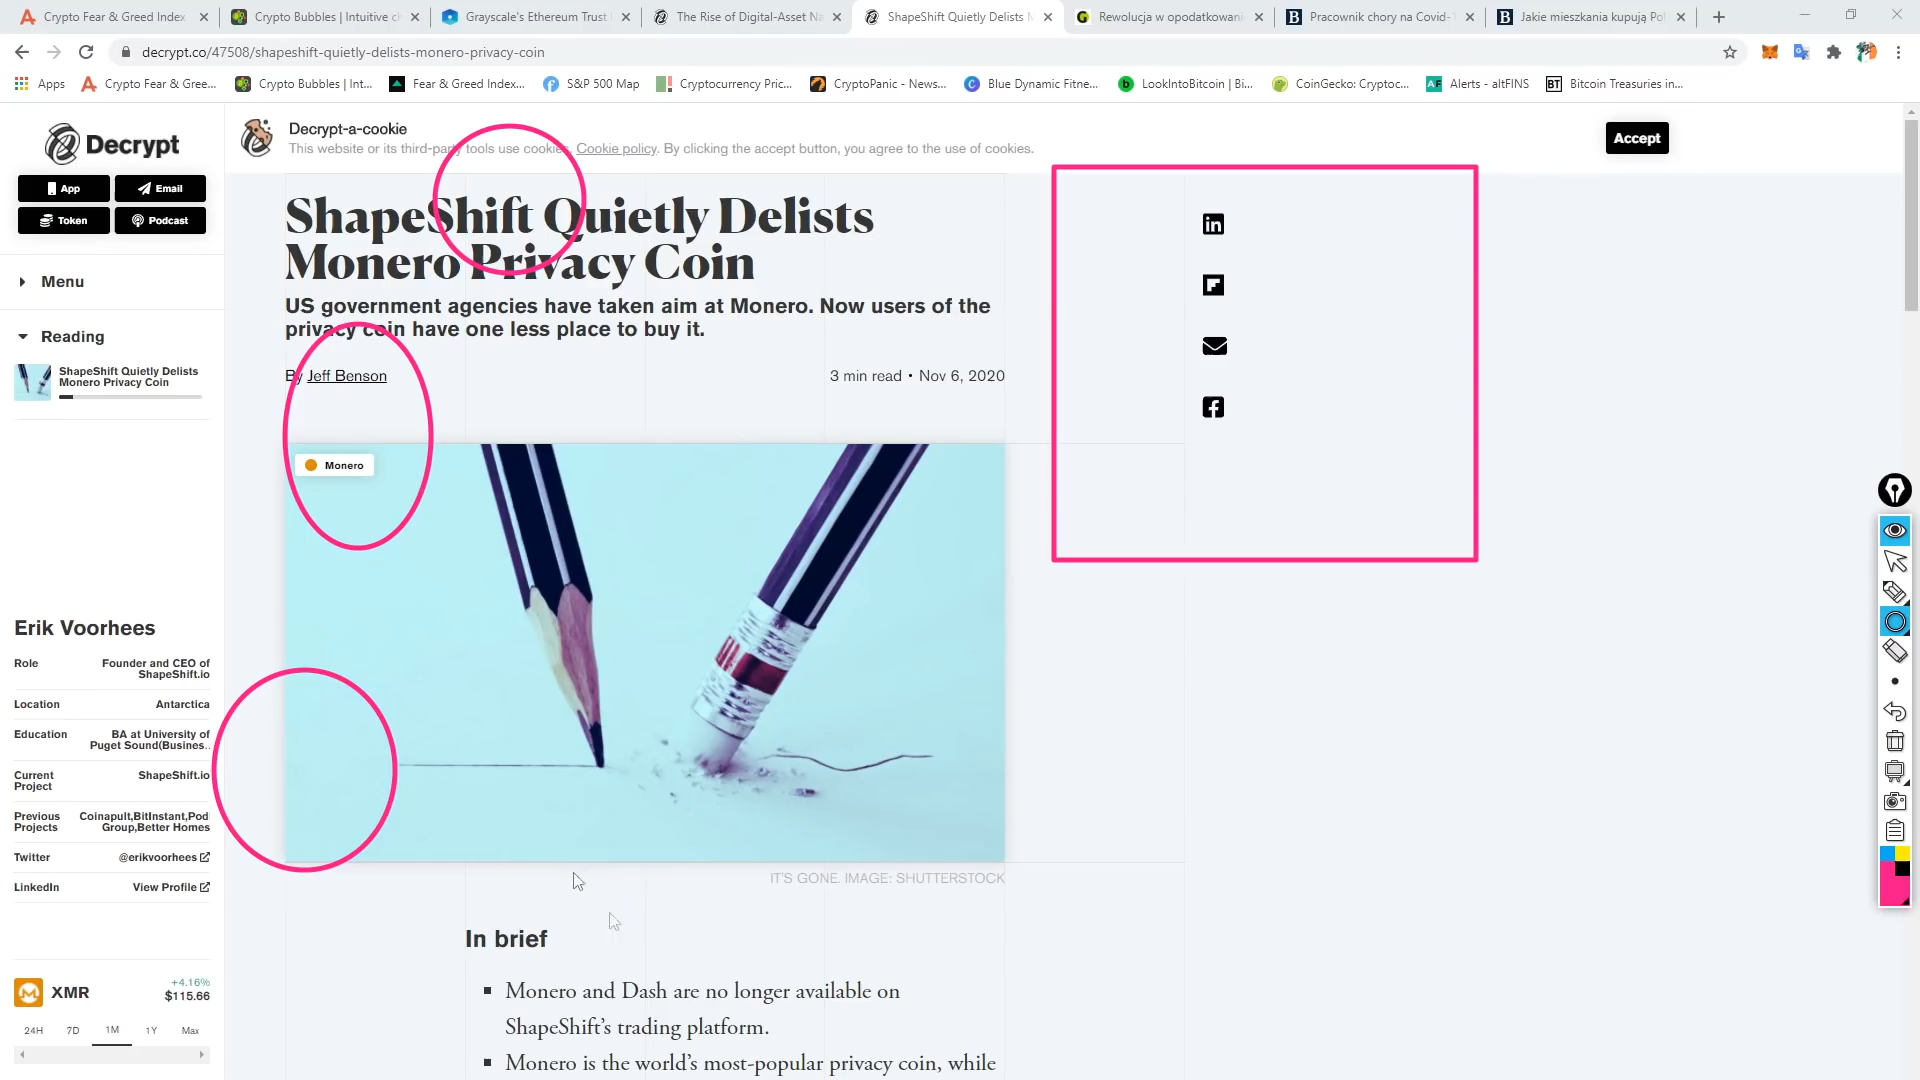 Crypto Fear & Greed Index
Crypto Bubbles | Intuitive c
Grayscale's Ethereum Trust
The Rise of Digital-Asset Na
ShapeShift Quietly Delists M
Rewolucja w opodatkowani
Pracownik chory na Covid-
Jakie mieszkania kupują Pol
decrypt.co/47508/shapeshift-quietly-delists-monero-privacy-coin
Apps
Crypto Fear & Gree...
Crypto Bubbles | Int...
Fear & Greed Index...
S&P 500 Map
Cryptocurrency Pric...
CryptoPanic - News...
Blue Dynamic Fitne...
LookIntoBitcoin | Bi...
CoinGecko: Cryptoc...
AF
Alerts - altFINS
BT
Bitcoin Treasuries in...
Decrypt
App
Email
Token
Podcast
Menu
Reading
ShapeShift Quietly Delists
Monero Privacy Coin
Erik Voorhees
Role
Founder and CEO of
ShapeShift.io
Location
Antarctica
Education
BA at University of
Puget Sound(Busines..
Current
Project
ShapeShift.io
Previous
Projects
Coinapult,BitInstant,Pod
Group,Better Homes
Twitter
@erikvoorhees
LinkedIn
View Profile
XMR
+4.16%
$115.66
24H
7D
1M
1Y
Max
Decrypt-a-cookie
This website or its third-party tools use cookies. Cookie policy. By clicking the accept button, you agree to the use of cookies.
Accept
ShapeShift Quietly Delists
Monero Privacy Coin
US government agencies have taken aim at Monero. Now users of the
privacy coin have one less place to buy it.
By Jeff Benson
3 min read • Nov 6, 2020
Monero
IT'S GONE. IMAGE: SHUTTERSTOCK
In brief
▪ Monero and Dash are no longer available on
ShapeShift's trading platform.
▪ Monero is the world's most-popular privacy coin, while